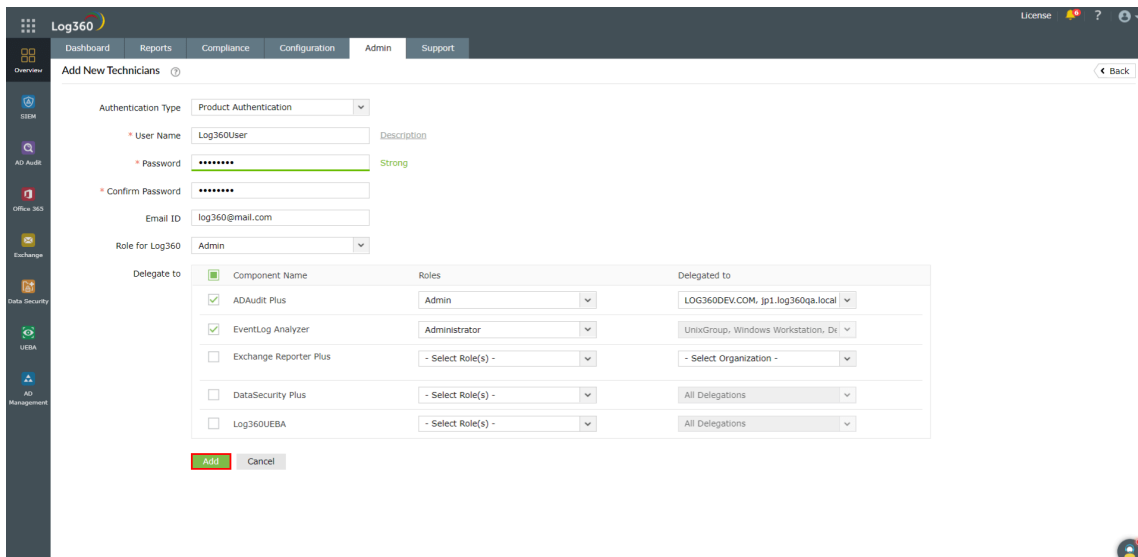 Log360
License 6 ?
Dashboard Reports Compliance Configuration Admin Support
Overview
Add New Technicians ?
Back
SIEM
AD Audit
Office 365
Exchange
Data Security
UEBA
AD
Management
Authentication Type Product Authentication
* User Name Log360User Description
* Password •••••••• Strong
* Confirm Password ••••••••
Email ID log360@mail.com
Role for Log360 Admin
Delegate to Component Name Roles Delegated to
ADAudit Plus Admin LOG360DEV.COM, jp1.log360qa.local
EventLog Analyzer Administrator UnixGroup, Windows Workstation, De
Exchange Reporter Plus - Select Role(s) - - Select Organization -
DataSecurity Plus - Select Role(s) - All Delegations
Log360UEBA - Select Role(s) - All Delegations
Add Cancel